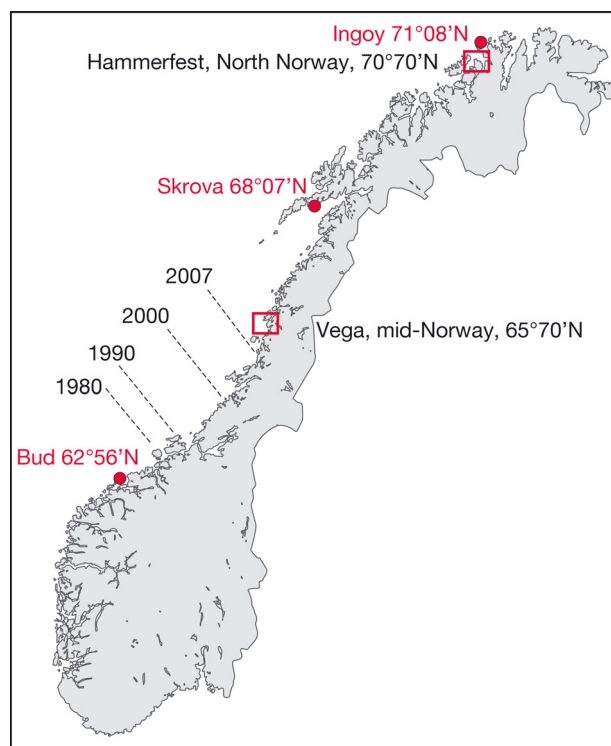 Ingoy 71°08’N
Hammerfest, North Norway, 70°70’N
Skrova 68°07’N
2007
Vega, mid-Norway, 65°70’N
2000
1990
1980
Bud 62°56’N